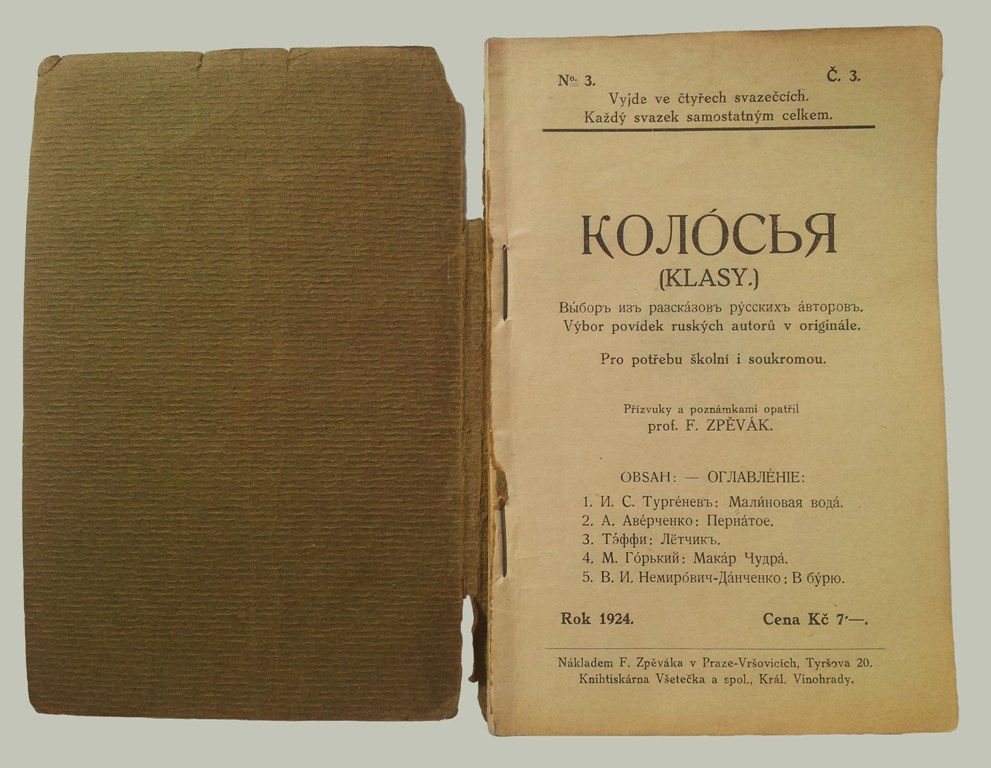 No. 3. Č. 3.
Vyjde ve čtyřech svazečcích.
Každý svazek samostatným celkem.
КОЛО́СЬЯ
(KLASY.)
Вы́боръ изъ разска́зовъ ру́сскихъ а́второвъ.
Výbor povídek ruských autorů v originále.
Pro potřebu školní i soukromou.
Přízvuky a poznámkami opatřil
prof. F. ZPĚVÁK.
OBSAH: — ОГЛАВЛЕ́НІЕ:
1. И. С. Турге́невъ: Мали́новая вода́.
2. А. Аве́рченко: Перна́тое.
3. Тэ́ффи: Лётчикъ.
4. М. Го́рький: Мака́р Чудра́.
5. В. И. Немиро́вич-Да́нченко: В бу́рю.
Rok 1924. Cena Kč 7·—.
Nákladem F. Zpěváka v Praze-Vršovicích, Tyršova 20.
Knihtiskárna Všetečka a spol., Král. Vinohrady.